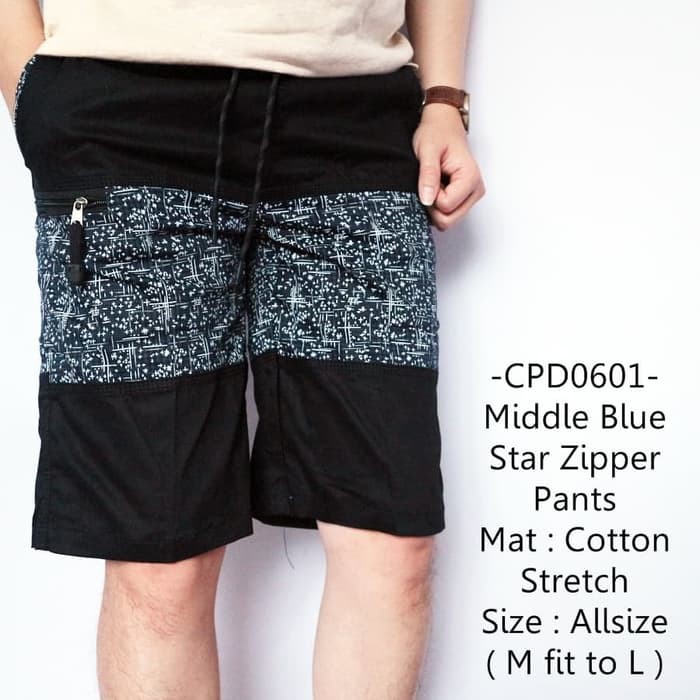 -CPD0601-
Middle Blue
Star Zipper
Pants
Mat : Cotton
Stretch
Size : Allsize
( M fit to L )